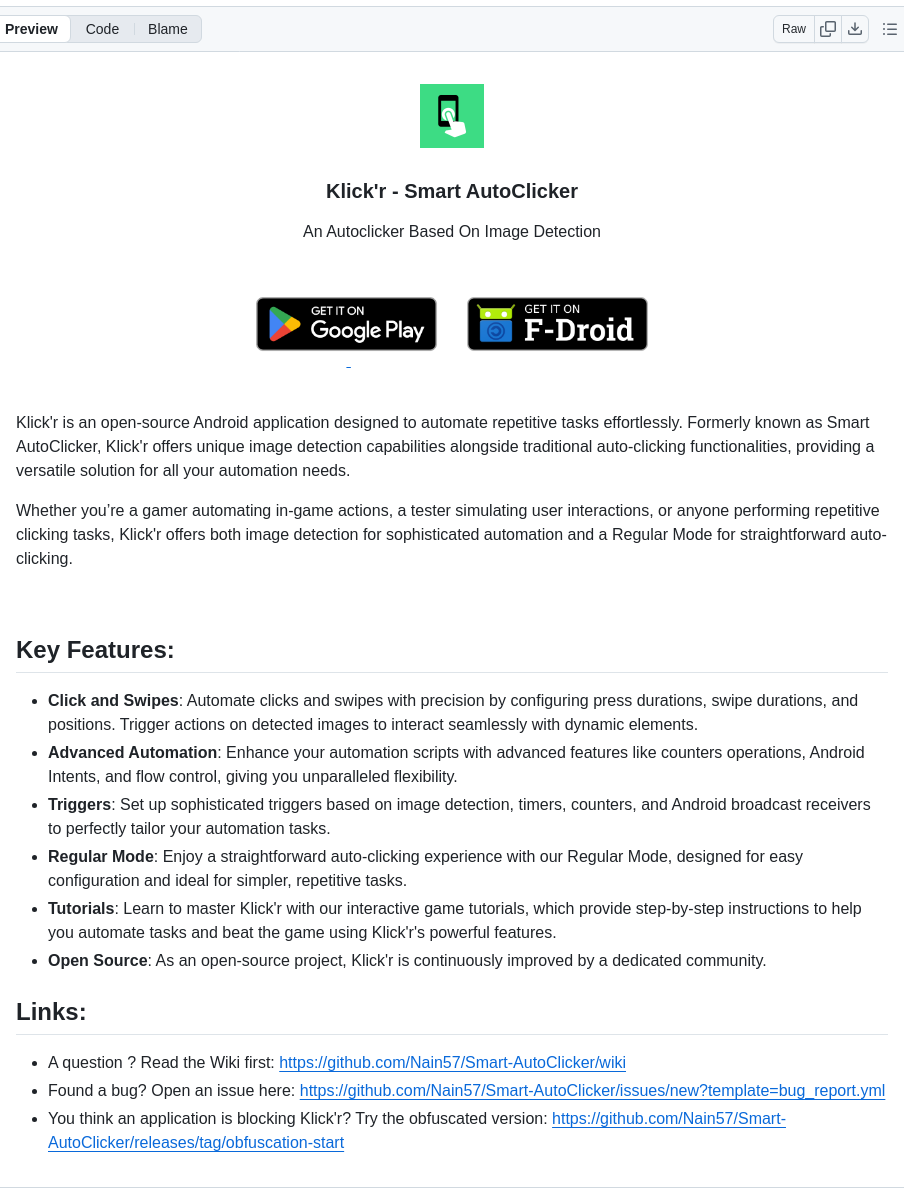 Preview Code Blame Raw
Klick'r - Smart AutoClicker
An Autoclicker Based On Image Detection
GET IT ON
Google Play
GET IT ON
F-Droid
Klick'r is an open-source Android application designed to automate repetitive tasks effortlessly. Formerly known as Smart
AutoClicker, Klick'r offers unique image detection capabilities alongside traditional auto-clicking functionalities, providing a
versatile solution for all your automation needs.
Whether you’re a gamer automating in-game actions, a tester simulating user interactions, or anyone performing repetitive
clicking tasks, Klick'r offers both image detection for sophisticated automation and a Regular Mode for straightforward auto-
clicking.
Key Features:
• Click and Swipes: Automate clicks and swipes with precision by configuring press durations, swipe durations, and
positions. Trigger actions on detected images to interact seamlessly with dynamic elements.
• Advanced Automation: Enhance your automation scripts with advanced features like counters operations, Android
Intents, and flow control, giving you unparalleled flexibility.
• Triggers: Set up sophisticated triggers based on image detection, timers, counters, and Android broadcast receivers
to perfectly tailor your automation tasks.
• Regular Mode: Enjoy a straightforward auto-clicking experience with our Regular Mode, designed for easy
configuration and ideal for simpler, repetitive tasks.
• Tutorials: Learn to master Klick'r with our interactive game tutorials, which provide step-by-step instructions to help
you automate tasks and beat the game using Klick'r's powerful features.
• Open Source: As an open-source project, Klick'r is continuously improved by a dedicated community.
Links:
• A question ? Read the Wiki first: https://github.com/Nain57/Smart-AutoClicker/wiki
• Found a bug? Open an issue here: https://github.com/Nain57/Smart-AutoClicker/issues/new?template=bug_report.yml
• You think an application is blocking Klick'r? Try the obfuscated version: https://github.com/Nain57/Smart-
AutoClicker/releases/tag/obfuscation-start